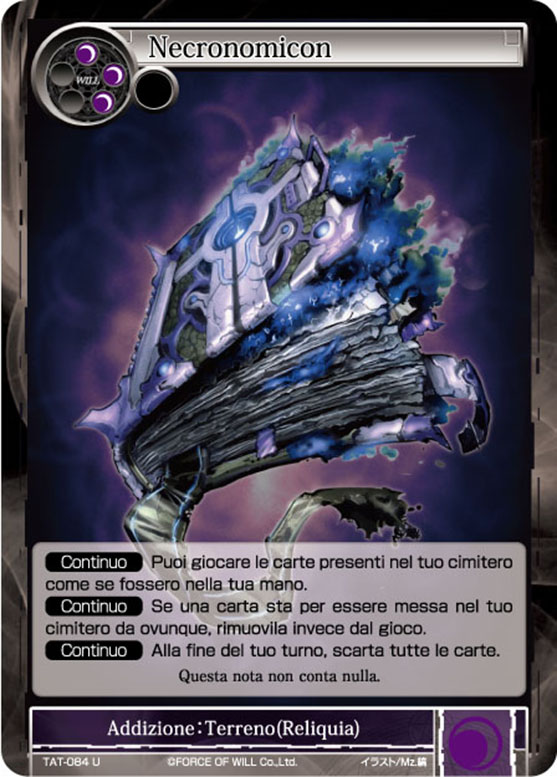 Necronomicon
WILL
Continuo Puoi giocare le carte presenti nel tuo cimitero
come se fossero nella tua mano.
Continuo Se una carta sta per essere messa nel tuo
cimitero da ovunque, rimuovila invece dal gioco.
Continuo Alla fine del tuo turno, scarta tutte le carte.
Questa nota non conta nulla.
Addizione:Terreno(Reliquia)
TAT-084 U ©FORCE OF WILL Co.,Ltd. イラスト/Mz.縞